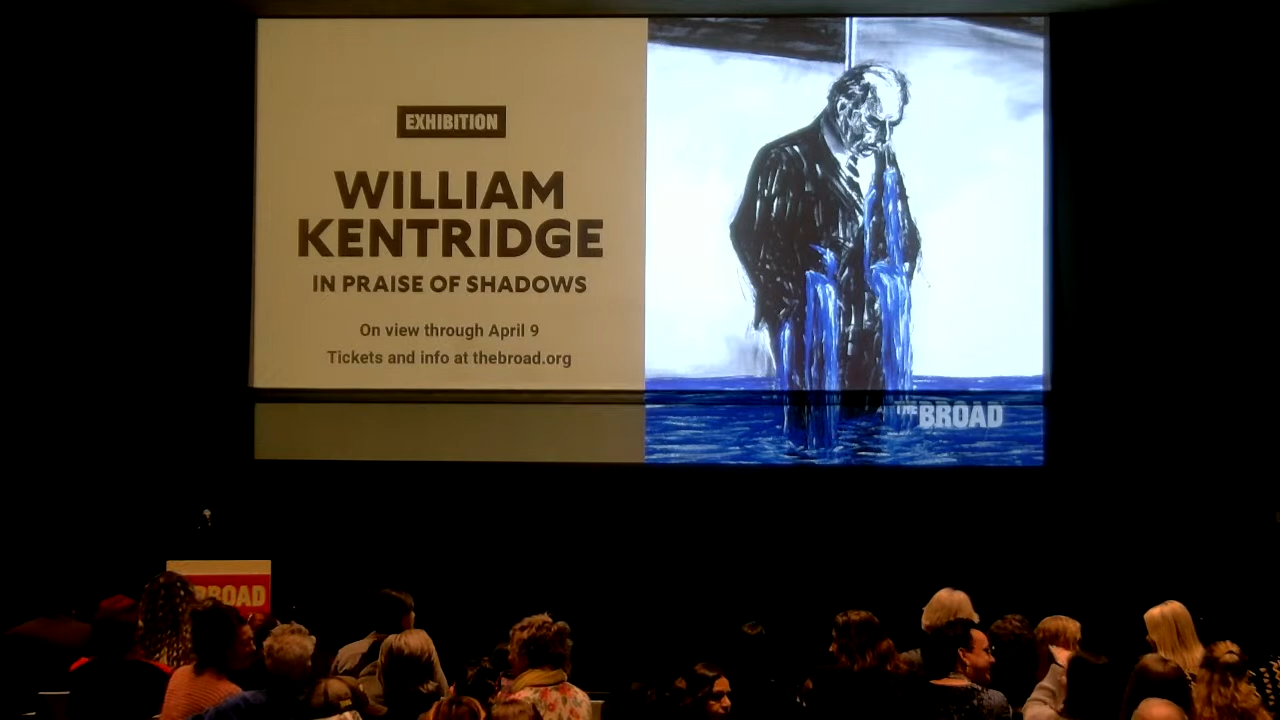 EXHIBITION
WILLIAM
KENTRIDGE
IN PRAISE OF SHADOWS
On view through April 9
Tickets and info at thebroad.org
THE BROAD
BROAD